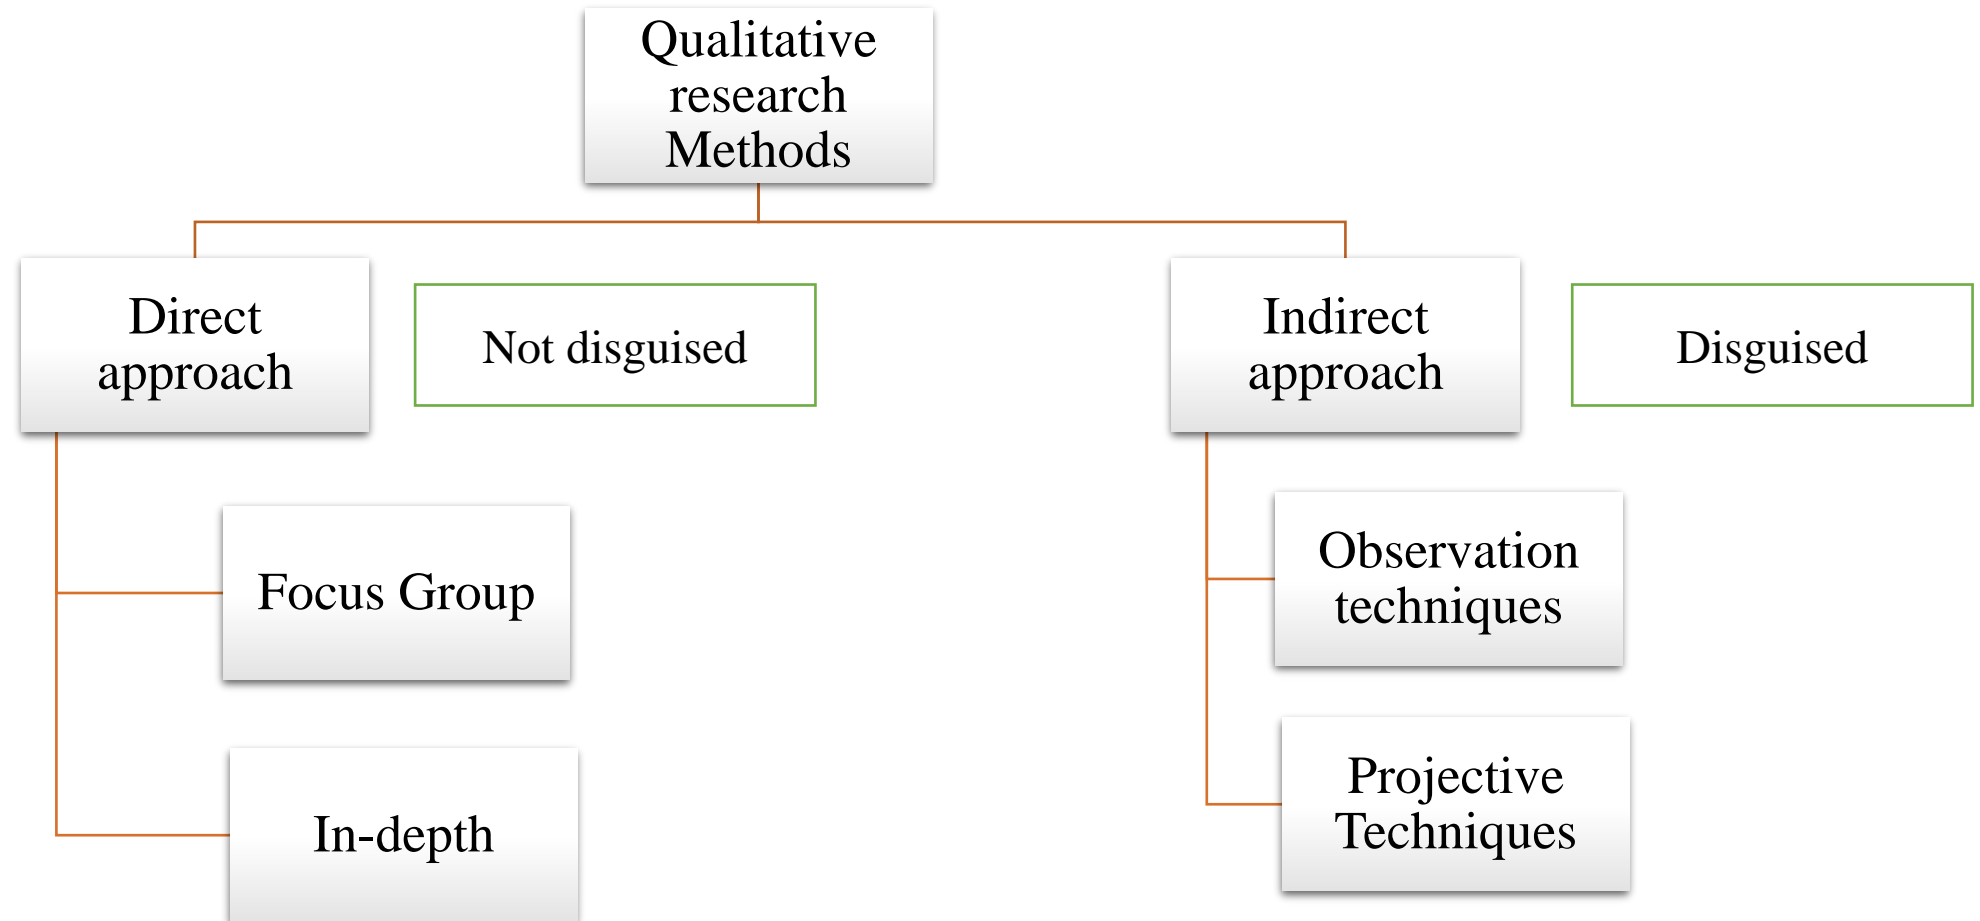 Qualitative
research
Methods
Direct
approach
Not disguised
Indirect
approach
Disguised
Focus Group
In-depth
Observation
techniques
Projective
Techniques